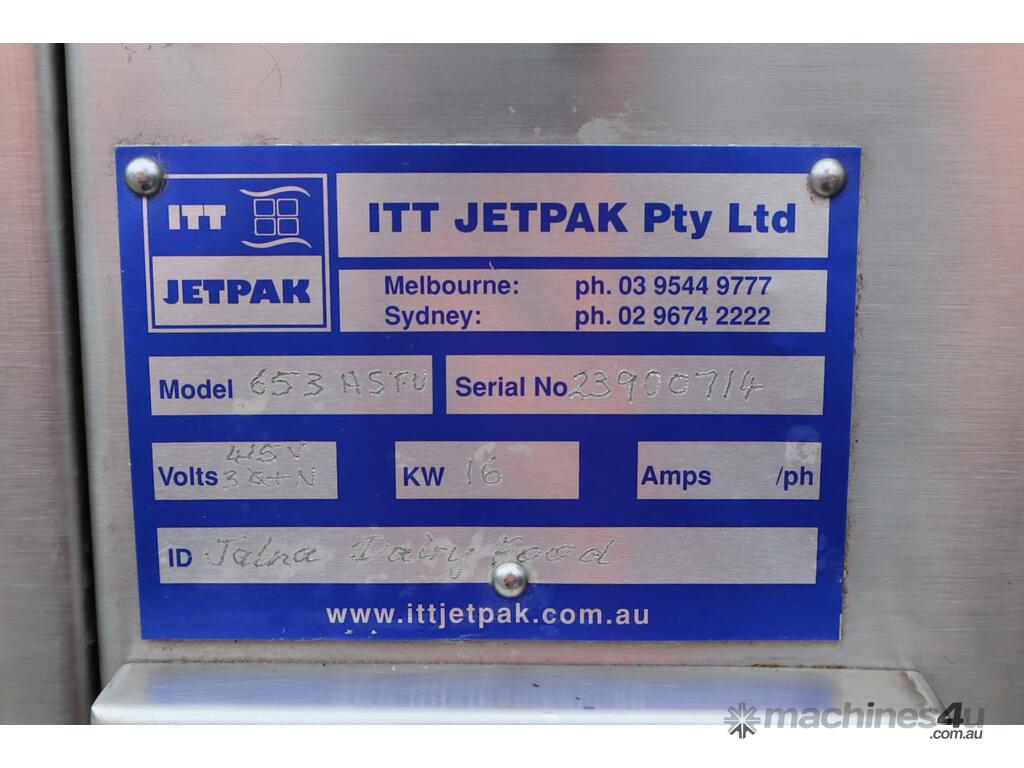 ITT
JETPAK
ITT JETPAK Pty Ltd
Melbourne: ph. 03 9544 9777
Sydney: ph. 02 9674 2222
Model 653 ASTU
Serial No 23900714
Volts 415V
3Ø+N
KW 16
Amps /ph
ID Jalna Dairy Food
www.ittjetpak.com.au
machines4u
.com.au